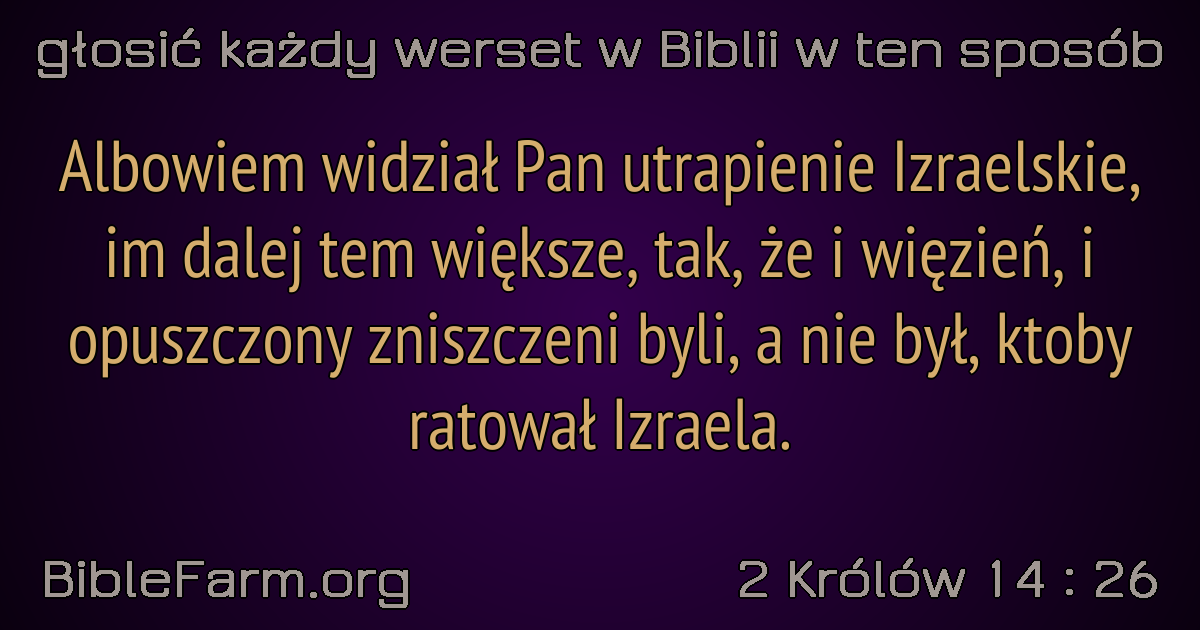 głosić każdy werset w Biblii w ten sposób
Albowiem widział Pan utrapienie Izraelskie,
im dalej tem większe, tak, że i więzień, i
opuszczony zniszczeni byli, a nie był, ktoby
ratował Izraela.
BibleFarm.org
2 Królów 14 : 26